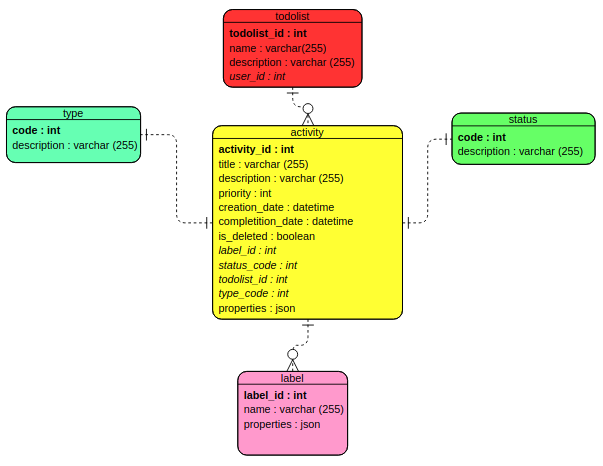 todolist
todolist_id : int
name : varchar(255)
description : varchar (255)
user_id : int
type
code : int
description : varchar (255)
status
code : int
description : varchar (255)
activity
activity_id : int
title : varchar (255)
description : varchar (255)
priority : int
creation_date : datetime
completition_date : datetime
is_deleted : boolean
label_id : int
status_code : int
todolist_id : int
type_code : int
properties : json
label
label_id : int
name : varchar (255)
properties : json